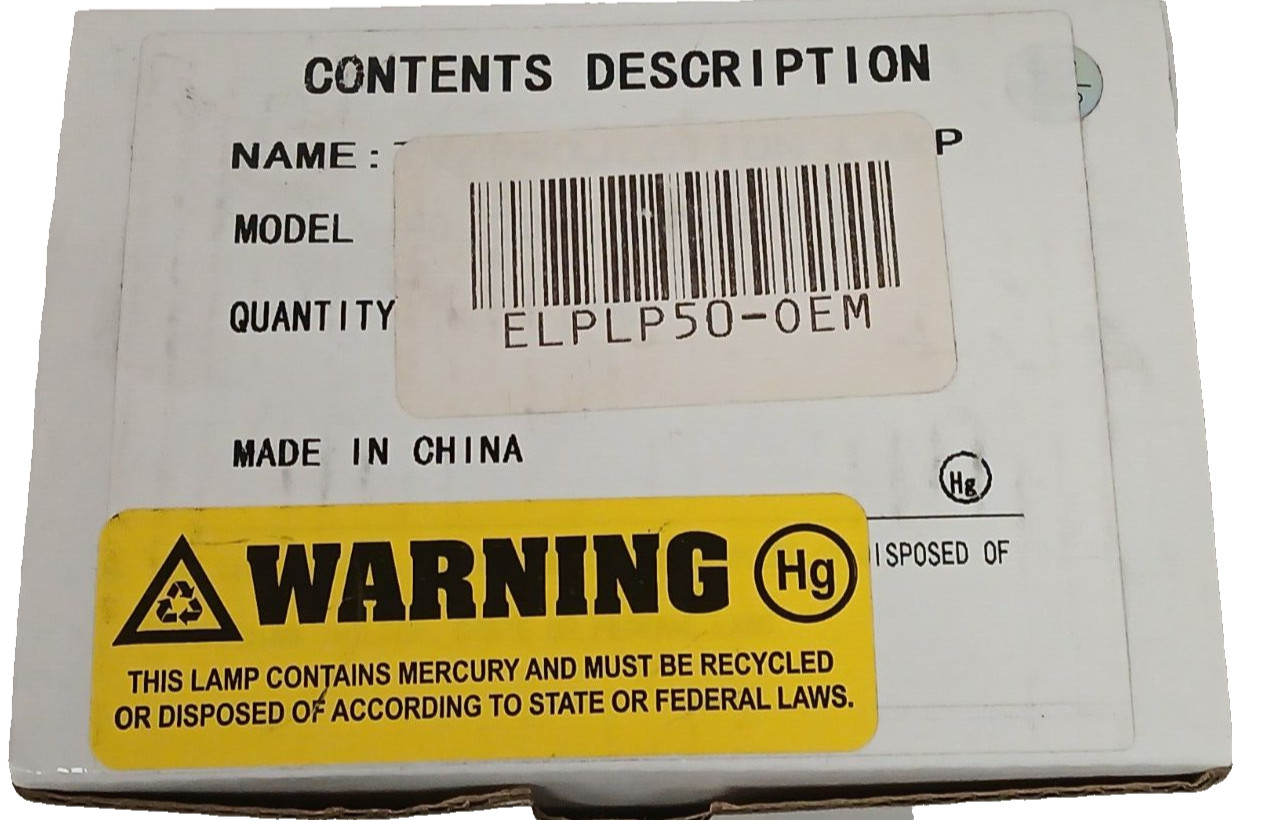 CONTENTS DESCRIPTION
NAME:
MODEL
QUANTITY
ELPLP50-OEM
MADE IN CHINA
Hg
ISPOSED OF
WARNING Hg
THIS LAMP CONTAINS MERCURY AND MUST BE RECYCLED
OR DISPOSED OF ACCORDING TO STATE OR FEDERAL LAWS.